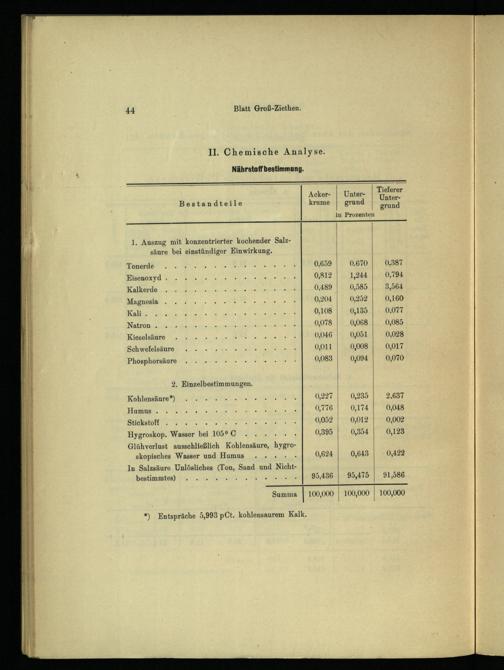 44
Blatt Groß-Ziethen.
II. Chemische Analyse.
Nährstoffbestimmung.
Bestandteile
Acker-
krume
Unter-
grund
Tieferer
Unter-
grund
in Prozenten
1. Auszug mit konzentrierter kochender Salz-
säure bei einstündiger Einwirkung.
Tonerde . . . . . . . . . . . . . . 0,659 0,670 0,387
Eisenoxyd . . . . . . . . . . . . . 0,812 1,244 0,794
Kalkerde . . . . . . . . . . . . . . 0,489 0,585 3,564
Magnesia . . . . . . . . . . . . . . 0,204 0,252 0,160
Kali . . . . . . . . . . . . . . . 0,108 0,135 0,077
Natron . . . . . . . . . . . . . . 0,078 0,068 0,085
Kieselsäure . . . . . . . . . . . . 0,046 0,051 0,028
Schwefelsäure . . . . . . . . . . . 0,011 0,008 0,017
Phosphorsäure . . . . . . . . . . . 0,083 0,094 0,070
2. Einzelbestimmungen.
Kohlensäure*) . . . . . . . . . . . 0,227 0,235 2,637
Humus . . . . . . . . . . . . . . 0,776 0,174 0,048
Stickstoff . . . . . . . . . . . . . 0,052 0,012 0,002
Hygroskop. Wasser bei 105° C . . . . . 0,395 0,354 0,123
Glühverlust ausschließlich Kohlensäure, hygro-
skopisches Wasser und Humus . . . . . 0,624 0,643 0,422
In Salzsäure Unlösliches (Ton, Sand und Nicht-
bestimmtes) . . . . . . . . . . . 95,436 95,475 91,586
Summa 100,000 100,000 100,000
*) Entspräche 5,993 pCt. kohlensaurem Kalk.